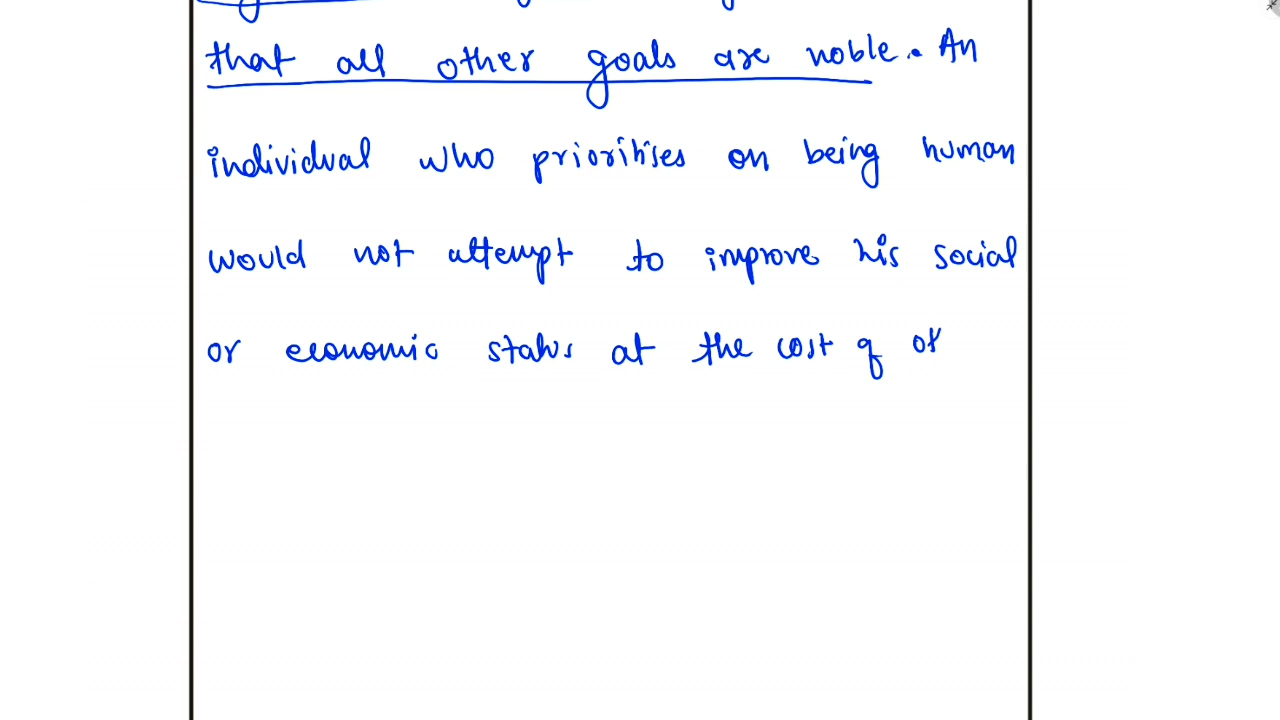 that all other goals are noble. An
individual who prioritises on being human
would not attempt to improve his social
or economic status at the cost of ot